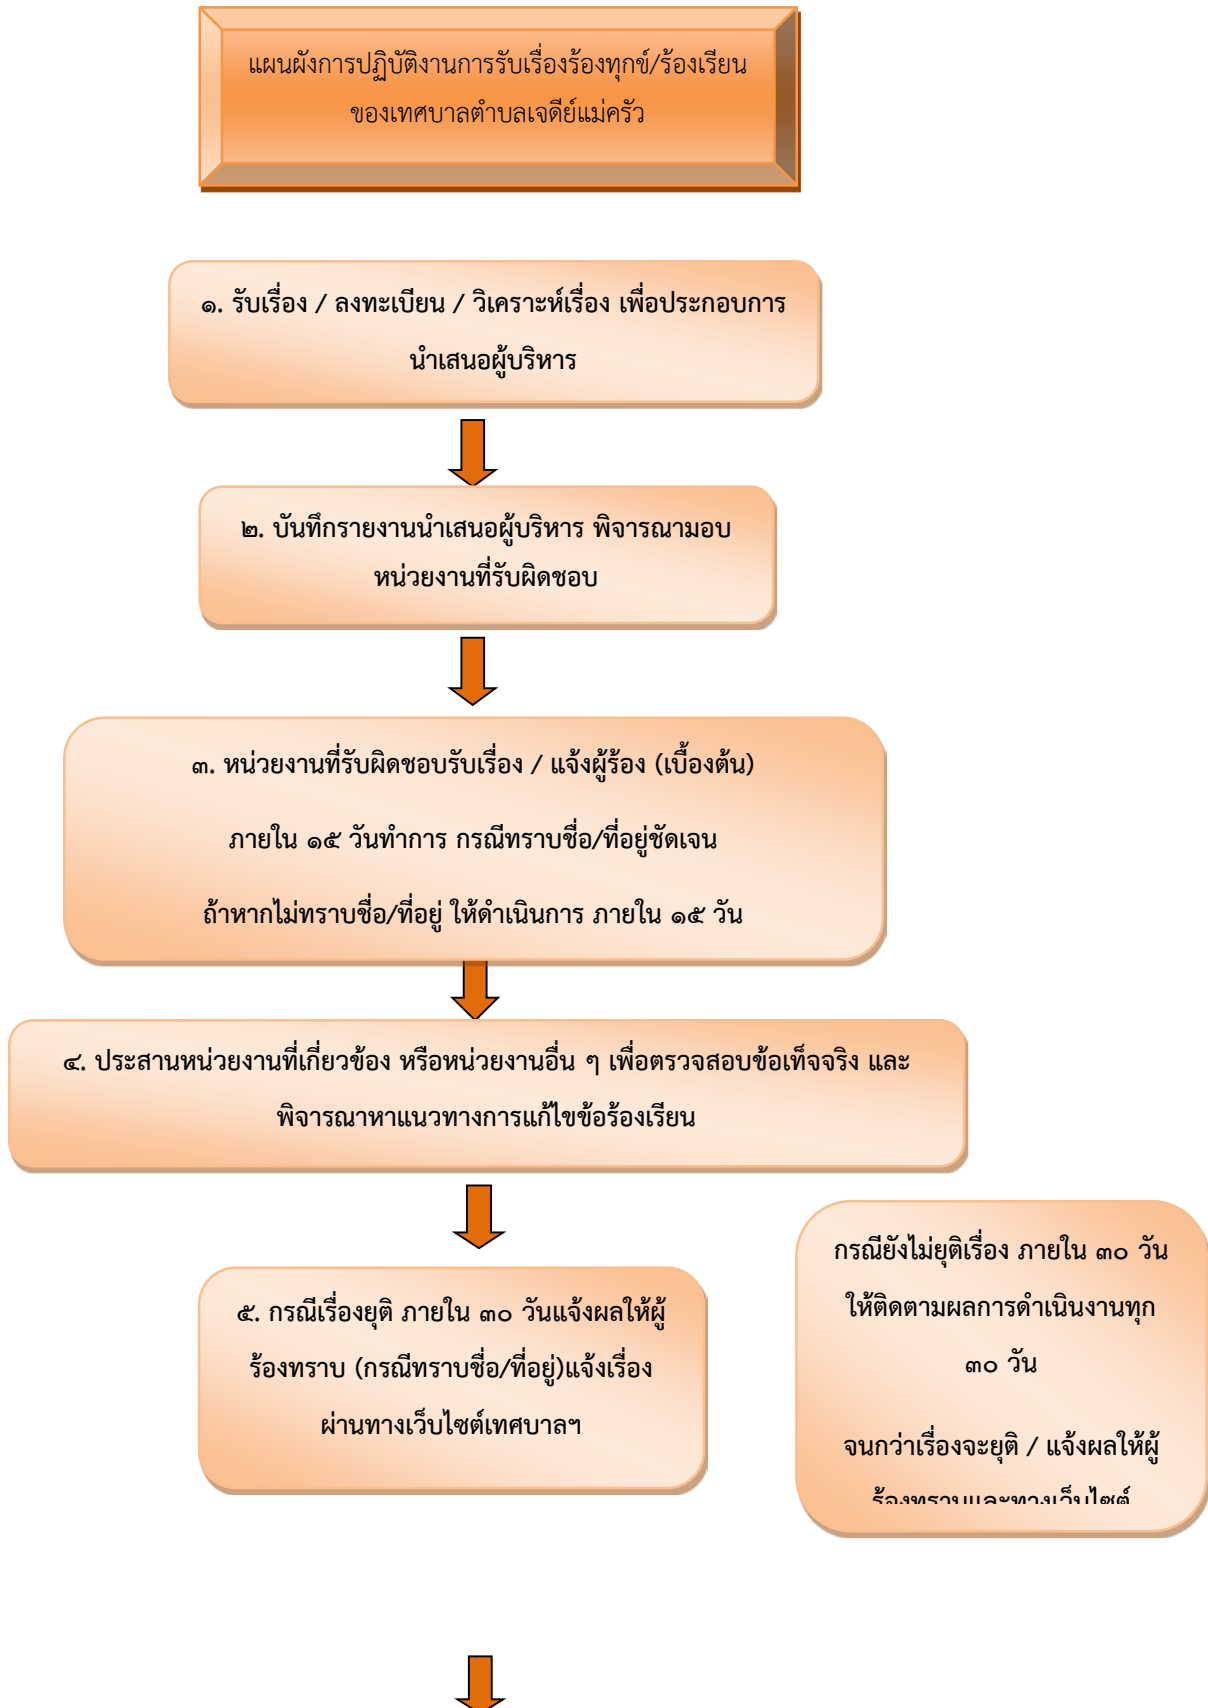 แผนผังการปฏิบัติงานการรับเรื่องร้องทุกข์/ร้องเรียน
ของเทศบาลตำบลเจดีย์แม่ครัว
๑. รับเรื่อง / ลงทะเบียน / วิเคราะห์เรื่อง เพื่อประกอบการ
นำเสนอผู้บริหาร
๒. บันทึกรายงานนำเสนอผู้บริหาร พิจารณามอบ
หน่วยงานที่รับผิดชอบ
๓. หน่วยงานที่รับผิดชอบรับเรื่อง / แจ้งผู้ร้อง (เบื้องต้น)
ภายใน ๑๕ วันทำการ กรณีทราบชื่อ/ที่อยู่ชัดเจน
ถ้าหากไม่ทราบชื่อ/ที่อยู่ ให้ดำเนินการ ภายใน ๑๕ วัน
๔. ประสานหน่วยงานที่เกี่ยวข้อง หรือหน่วยงานอื่น ๆ เพื่อตรวจสอบข้อเท็จจริง และ
พิจารณาหาแนวทางการแก้ไขข้อร้องเรียน
๕. กรณีเรื่องยุติ ภายใน ๓๐ วันแจ้งผลให้ผู้
ร้องทราบ (กรณีทราบชื่อ/ที่อยู่)แจ้งเรื่อง
ผ่านทางเว็บไซต์เทศบาลฯ
กรณียังไม่ยุติเรื่อง ภายใน ๓๐ วัน
ให้ติดตามผลการดำเนินงานทุก
๓๐ วัน
จนกว่าเรื่องจะยุติ / แจ้งผลให้ผู้
ร้องทราบและทางเว็บไซต์